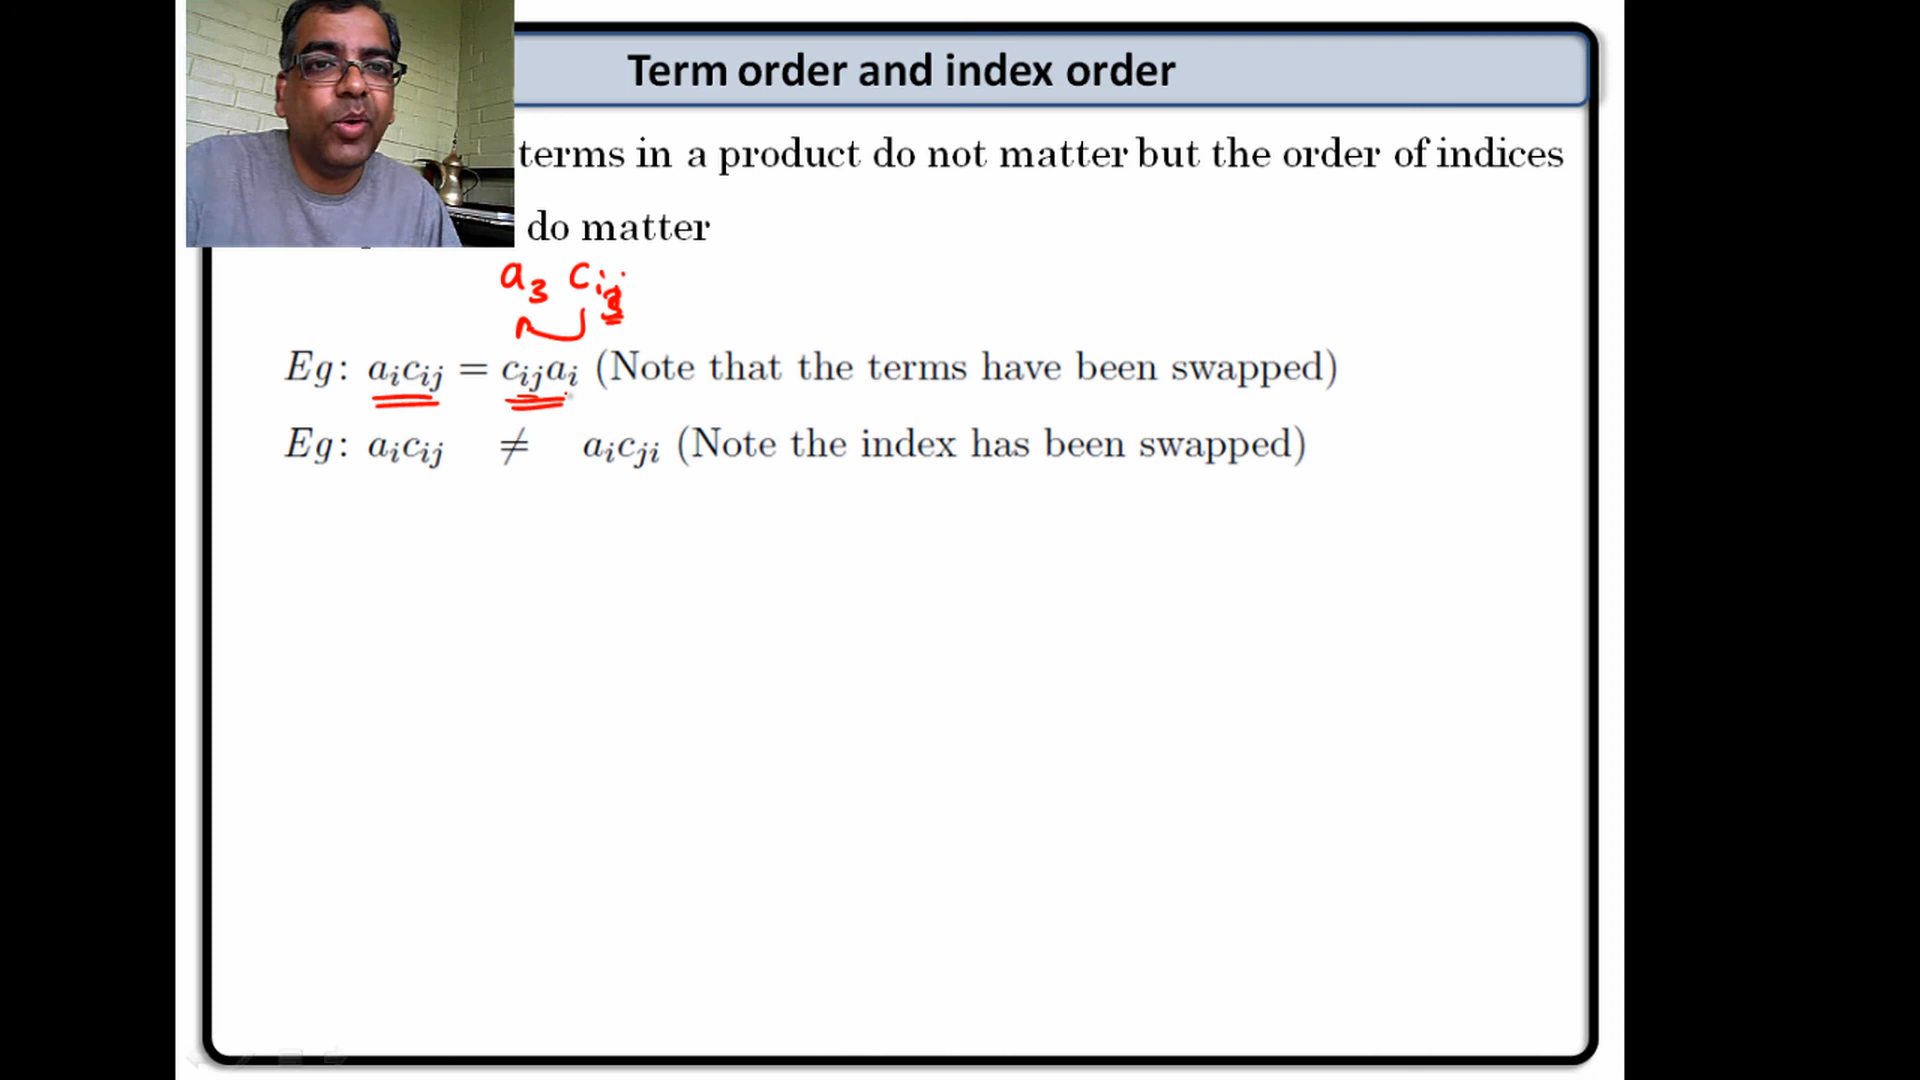 Term order and index order
terms in a product do not matter but the order of indices
do matter
a₃ cᵢⱼ
Eg: aᵢcᵢⱼ = cᵢⱼaᵢ (Note that the terms have been swapped)
Eg: aᵢcᵢⱼ ≠ aᵢcⱼᵢ (Note the index has been swapped)